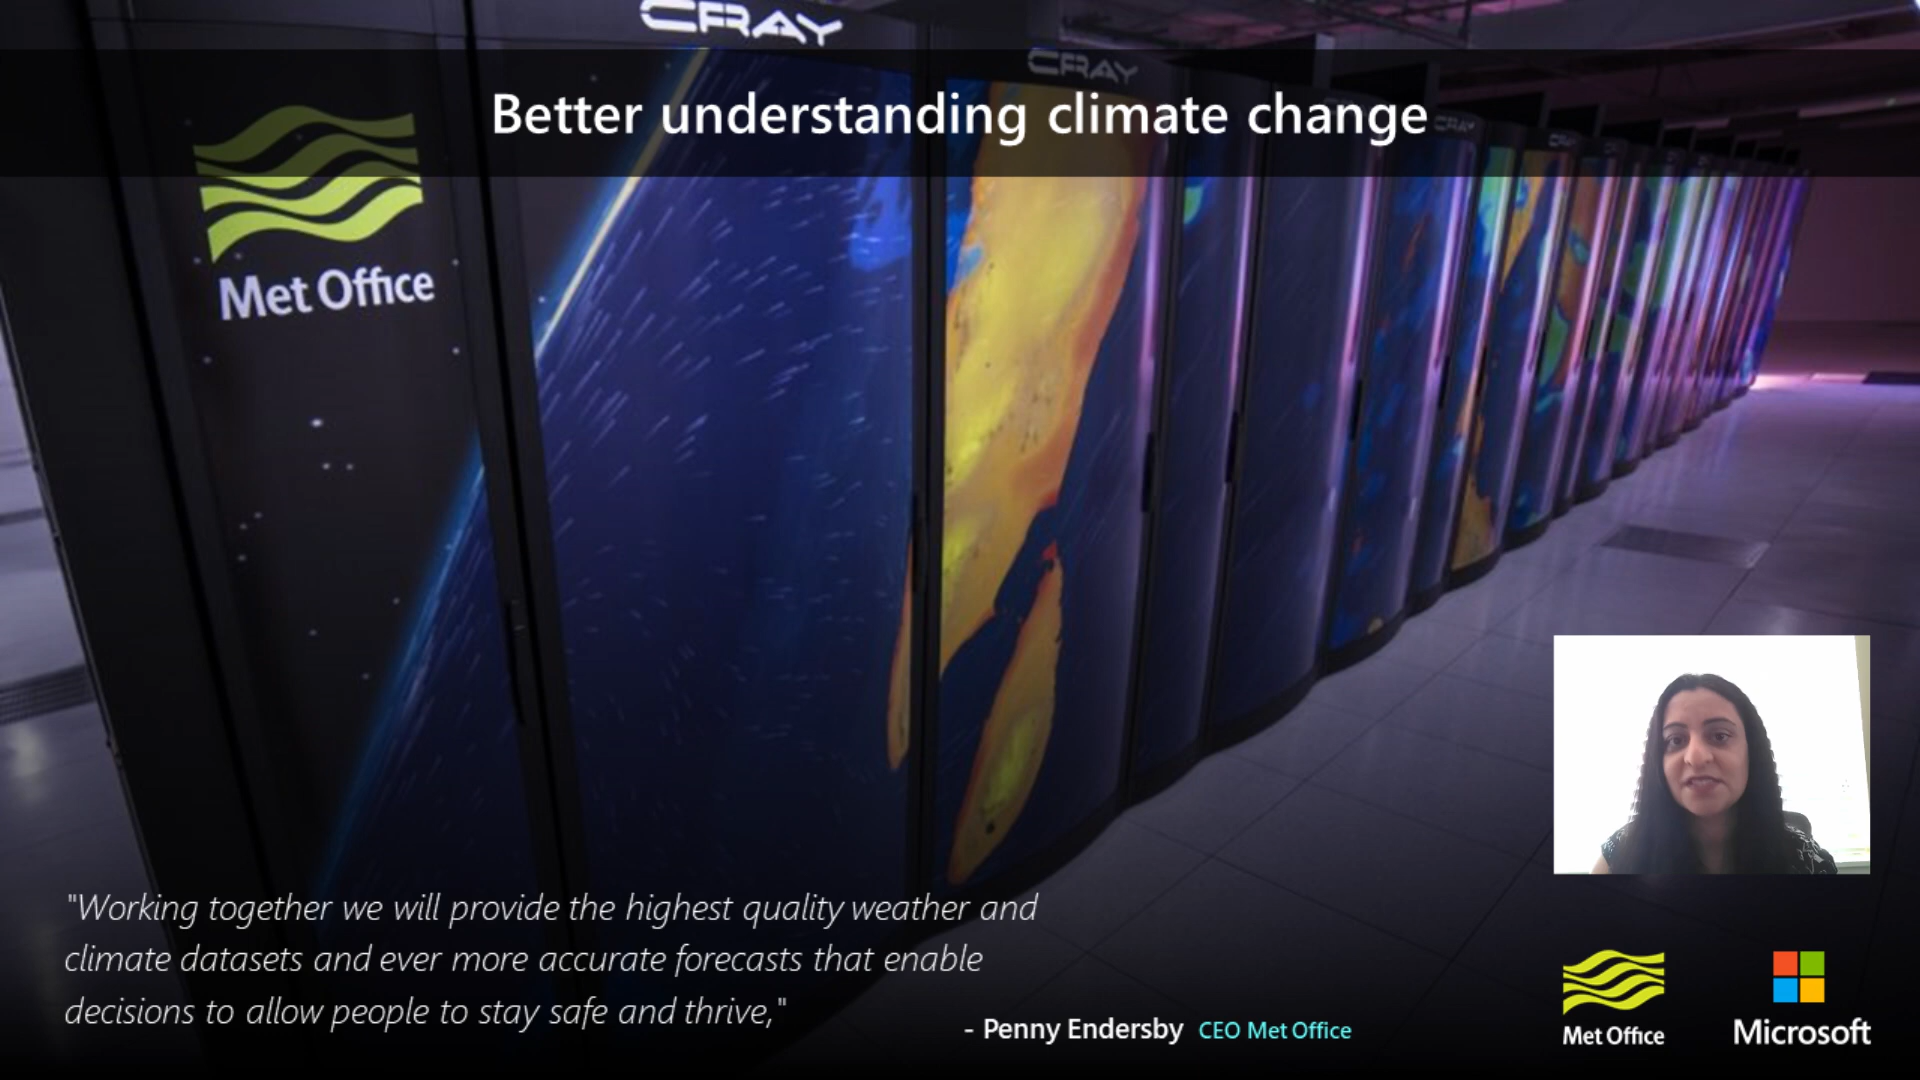 CRAY
CRAY
Better understanding climate change
CRAY
CRAY
Met Office
"Working together we will provide the highest quality weather and
climate datasets and ever more accurate forecasts that enable
decisions to allow people to stay safe and thrive,"
- Penny Endersby CEO Met Office
Met Office
Microsoft